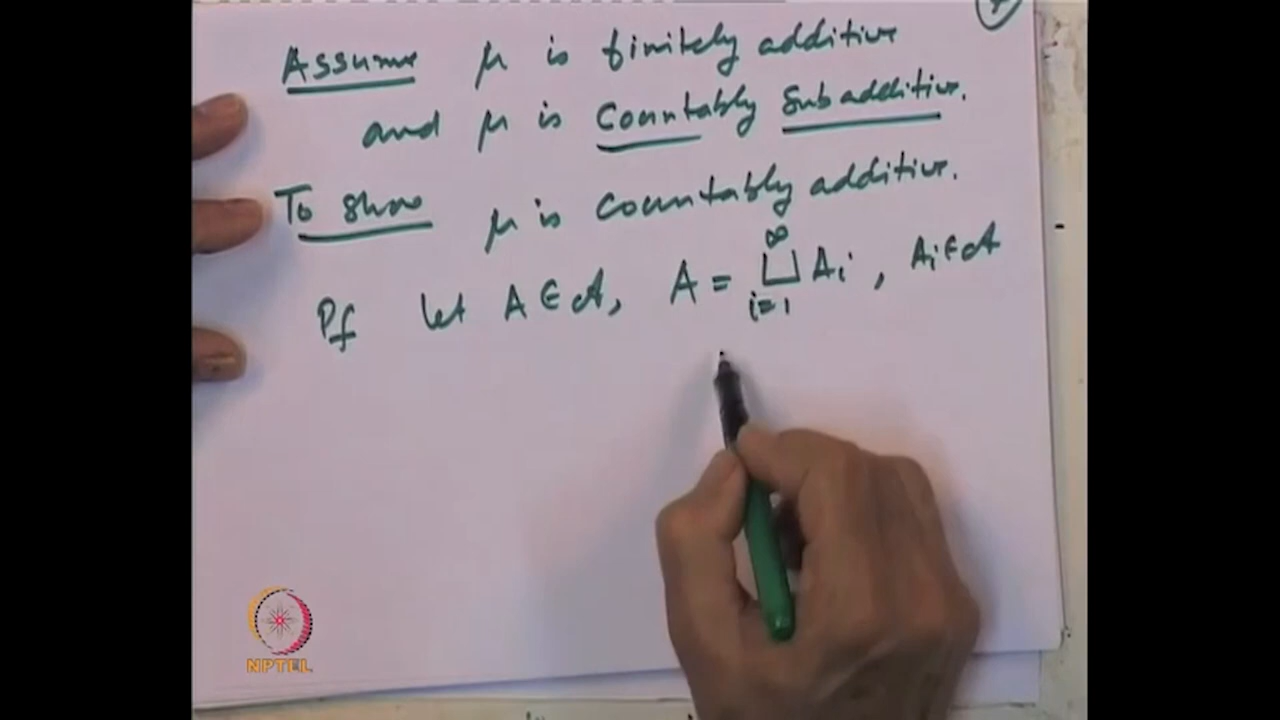 Assume μ is finitely additive
and μ is Countably Subadditive.
To show μ is countably additive.
Pf let A ∈ 𝒜, A = ⨆_{i=1}^{∞} A_i , A_i ∈ 𝒜
NPTEL